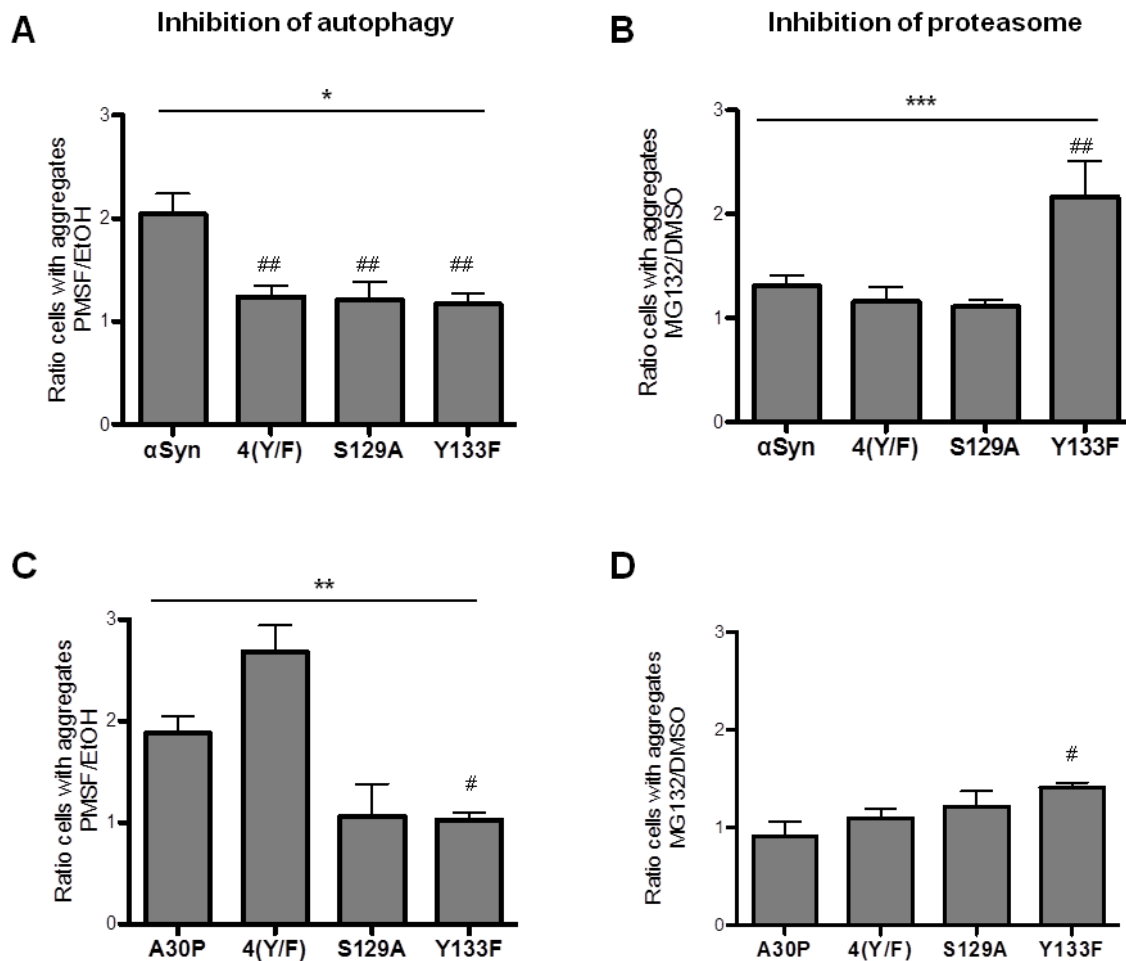 A
Inhibition of autophagy
Ratio cells with aggregates
PMSF/EtOH
3
2
1
0
*
##
##
##
αSyn
4(Y/F)
S129A
Y133F
B
Inhibition of proteasome
Ratio cells with aggregates
MG132/DMSO
3
2
1
0
***
##
αSyn
4(Y/F)
S129A
Y133F
C
Ratio cells with aggregates
PMSF/EtOH
3
2
1
0
**
#
A30P
4(Y/F)
S129A
Y133F
D
Ratio cells with aggregates
MG132/DMSO
3
2
1
0
#
A30P
4(Y/F)
S129A
Y133F